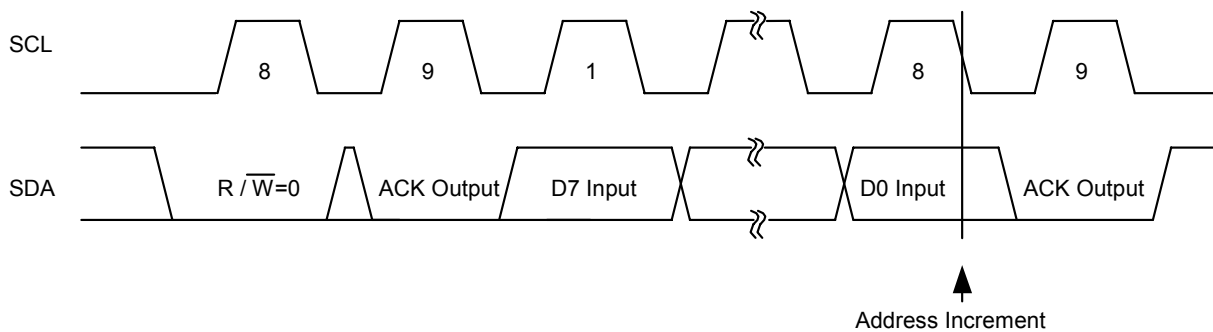 SCL 8 9 1 8 9
SDA R / W̅=0 ACK Output D7 Input D0 Input ACK Output
Address Increment